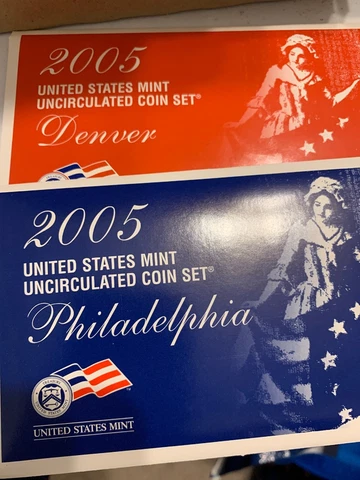 2005
UNITED STATES MINT
UNCIRCULATED COIN SET®
Denver
2005
UNITED STATES MINT
UNCIRCULATED COIN SET®
Philadelphia
UNITED STATES MINT